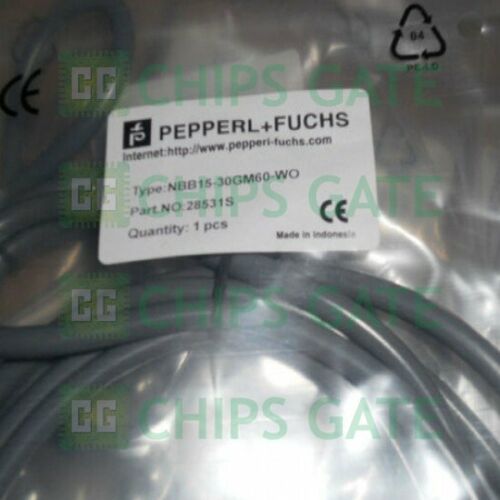 04
PE-LD
CE
CHIPS GATE
PEPPERL+FUCHS
Internet:http//www.pepperl-fuchs.com
Type:NBB15-30GM60-WO
Part.NO:28531S
Quantity: 1 pcs
CE
Made in Indonesia
CHIPS GATE
CHIPS GATE
CHIPS GATE